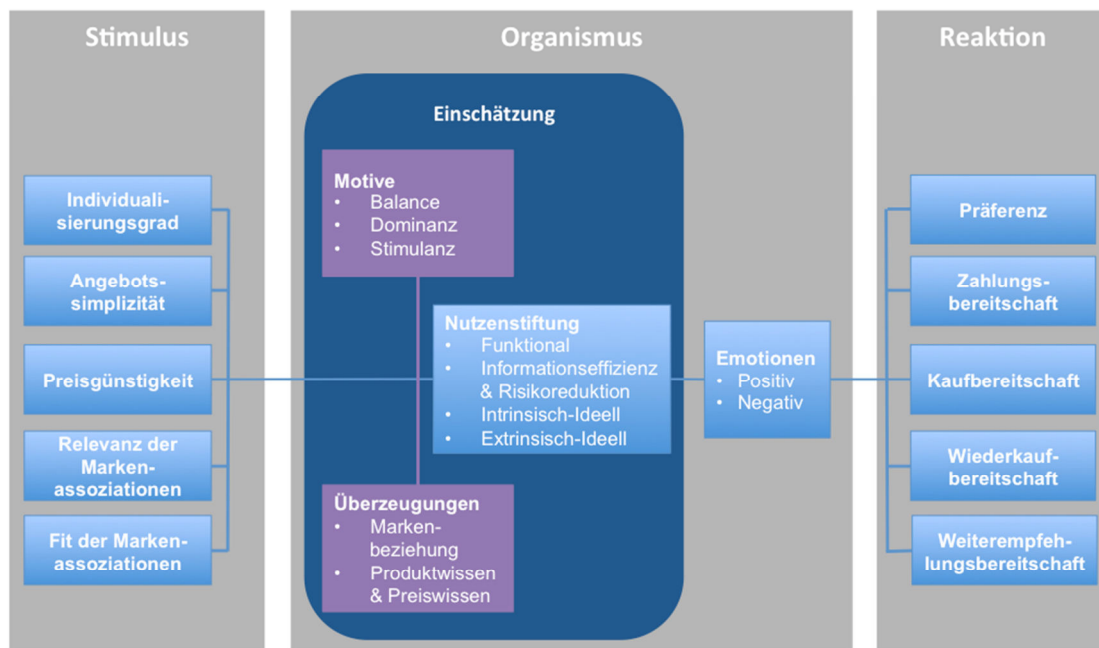 Stimulus
Individuali-
sierungsgrad
Angebots-
simplizität
Preisgünstigkeit
Relevanz der
Marken-
assoziationen
Fit der Marken-
assoziationen
Organismus
Einschätzung
Motive
• Balance
• Dominanz
• Stimulanz
Nutzenstiftung
• Funktional
• Informationseffizienz
& Risikoreduktion
• Intrinsisch-Ideell
• Extrinsisch-Ideell
Überzeugungen
• Marken-
beziehung
• Produktwissen
& Preiswissen
Emotionen
• Positiv
• Negativ
Reaktion
Präferenz
Zahlungs-
bereitschaft
Kaufbereitschaft
Wiederkauf-
bereitschaft
Weiterempfeh-
lungsbereitschaft